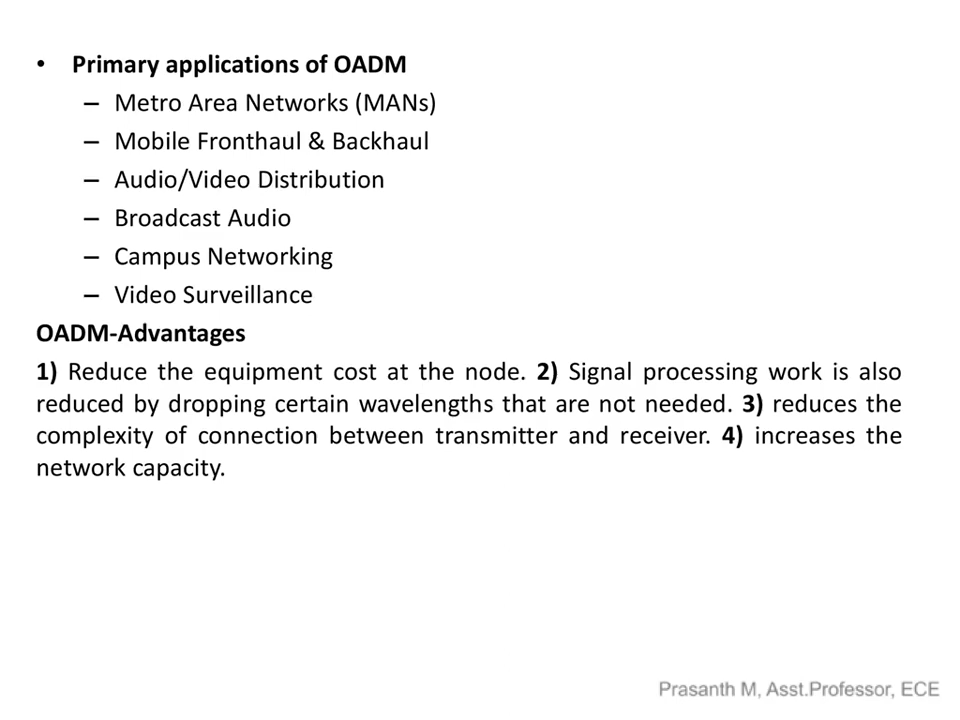 • Primary applications of OADM
– Metro Area Networks (MANs)
– Mobile Fronthaul & Backhaul
– Audio/Video Distribution
– Broadcast Audio
– Campus Networking
– Video Surveillance
OADM-Advantages
1) Reduce the equipment cost at the node. 2) Signal processing work is also
reduced by dropping certain wavelengths that are not needed. 3) reduces the
complexity of connection between transmitter and receiver. 4) increases the
network capacity.
Prasanth M, Asst.Professor, ECE